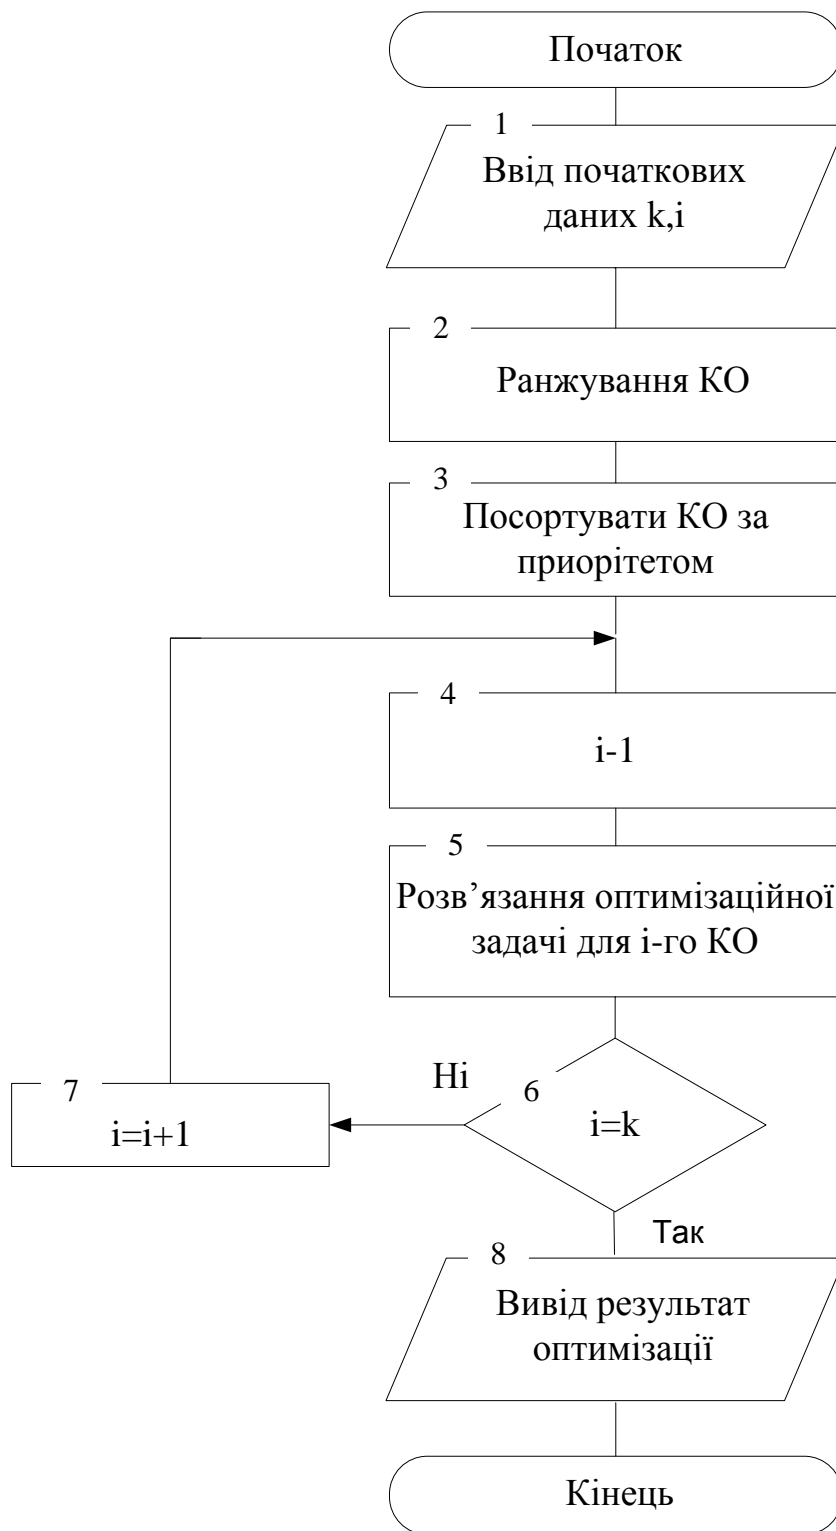 Початок
1
Ввід початкових
даних k,i
2
Ранжування КО
3
Посортувати КО за
приорітетом
4
i-1
5
Розв’язання оптимізаційної
задачі для і-го КО
Ні
6
i=k
7
i=i+1
Так
8
Вивід результат
оптимізації
Кінець